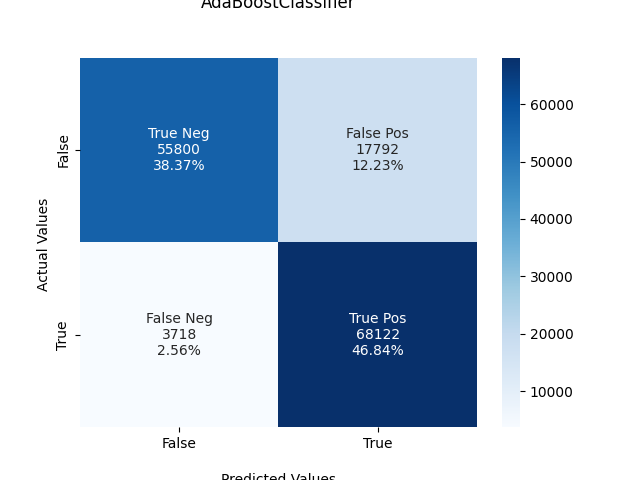 AdaBoostClassifier
True Neg
55800
38.37%
False Pos
17792
12.23%
False Neg
3718
2.56%
True Pos
68122
46.84%
False
True
Actual Values
False
True
Predicted Values
60000
50000
40000
30000
20000
10000